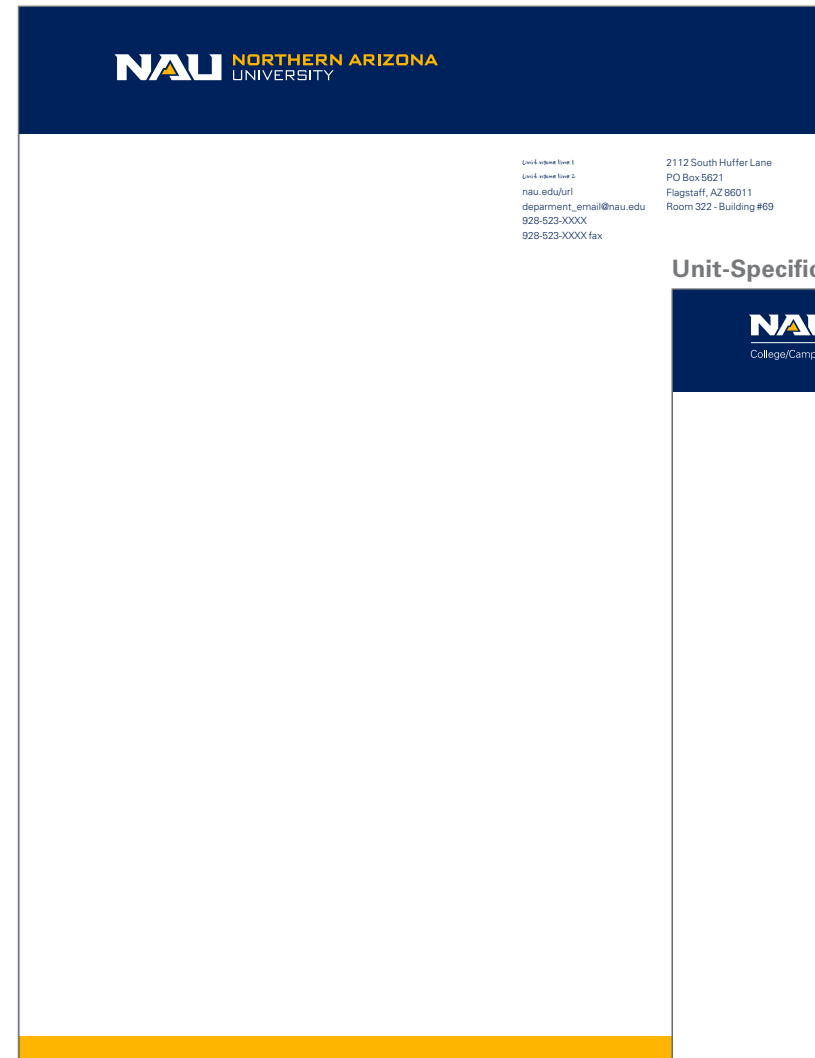 NAU NORTHERN ARIZONA
UNIVERSITY
Unit name line 1
Unit name line 2
nau.edu/url
deparment_email@nau.edu
928-523-XXXX
928-523-XXXX fax
2112 South Huffer Lane
PO Box 5621
Flagstaff, AZ 86011
Room 322 - Building #69
Unit-Specific
NAU
College/Camp